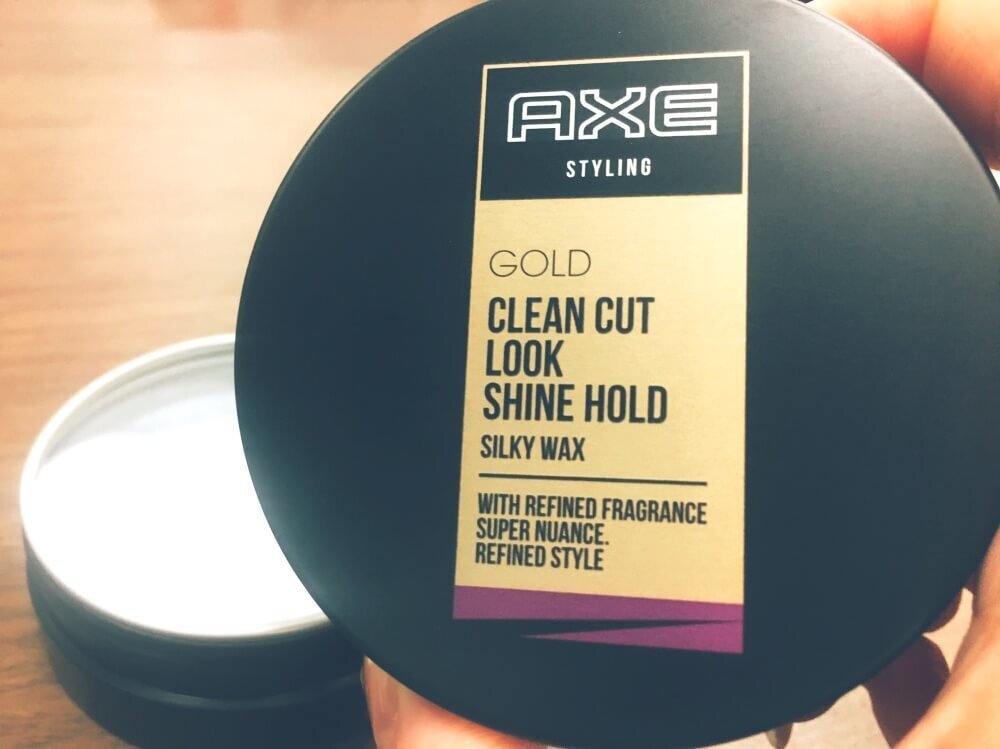 AXE
STYLING
GOLD
CLEAN CUT
LOOK
SHINE HOLD
SILKY WAX
WITH REFINED FRAGRANCE
SUPER NUANCE.
REFINED STYLE